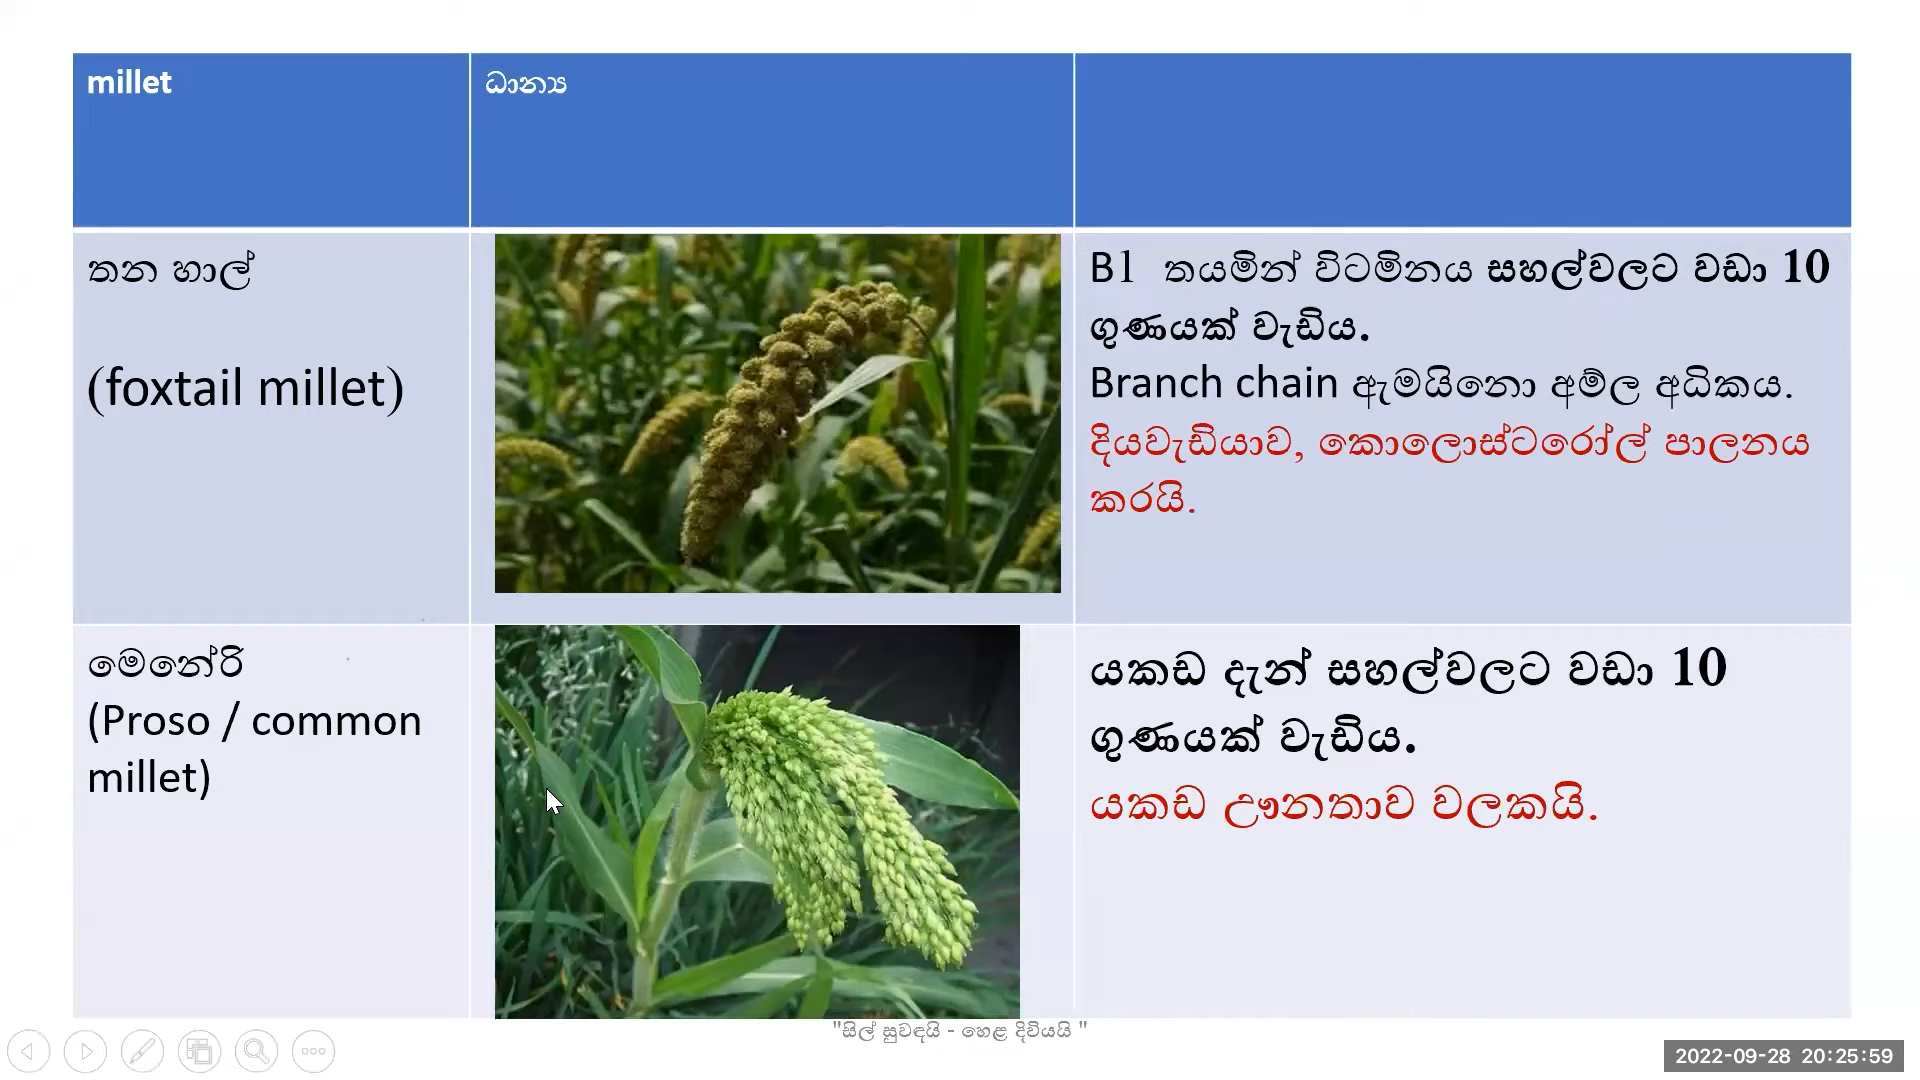 millet
ධාන්‍ය
තන හාල්
(foxtail millet)
B1 තයමින් විටමිනය සහල්වලට වඩා 10
ගුණයක් වැඩිය.
Branch chain ඇමයිනො අම්ල අධිකය.
දියවැඩියාව, කොලොස්ටරෝල් පාලනය
කරයි.
මෙනේරි
(Proso / common
millet)
යකඩ දැන් සහල්වලට වඩා 10
ගුණයක් වැඩිය.
යකඩ ඌනතාව වලකයි.
"සිල් සුවඳයි - හෙළ දිවියයි "
2022-09-28 20:25:59